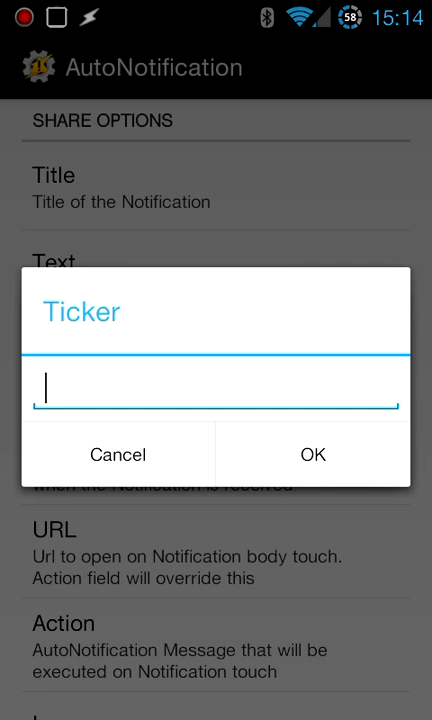 58 15:14
AutoNotification
SHARE OPTIONS
Title
Title of the Notification
Text
Ticker
Cancel OK
when the Notification is received
URL
Url to open on Notification body touch.
Action field will override this
Action
AutoNotification Message that will be
executed on Notification touch